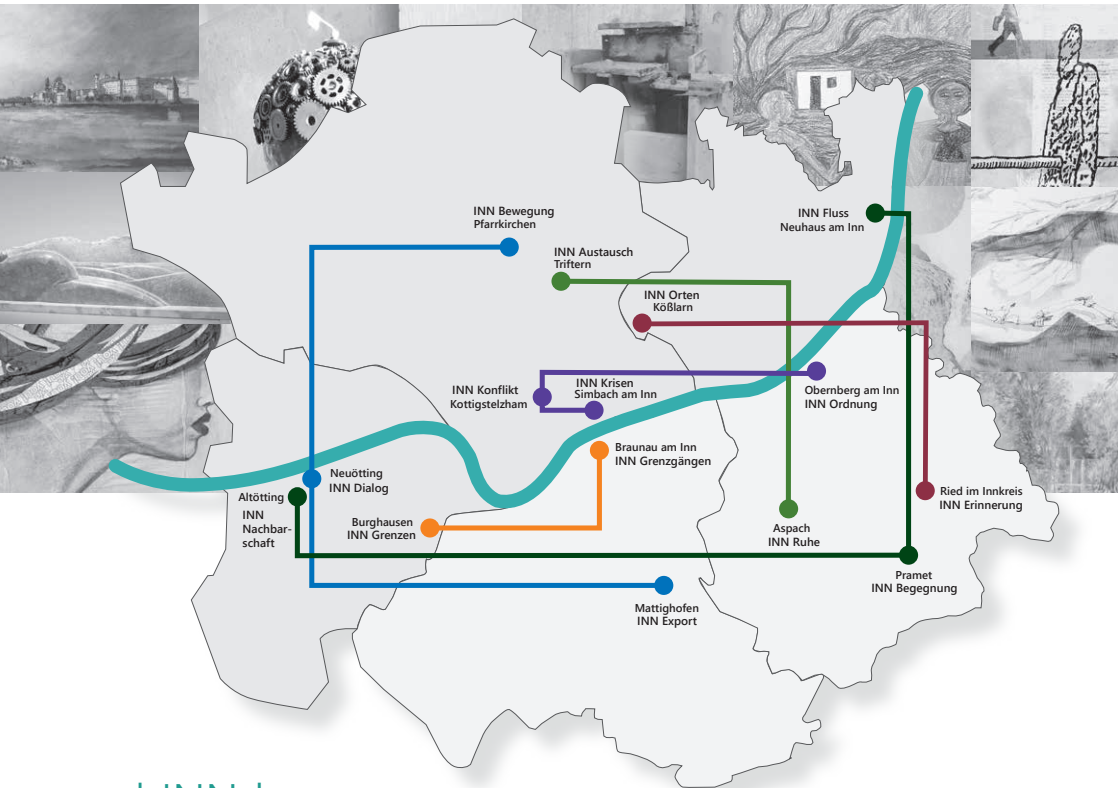 INN Bewegung
Pfarrkirchen
INN Fluss
Neuhaus am Inn
INN Austausch
Triftern
INN Orten
Kößlarn
INN Konflikt
Kottigstelzham
INN Krisen
Simbach am Inn
Obernberg am Inn
INN Ordnung
Braunau am Inn
INN Grenzgängen
Neuötting
INN Dialog
Altötting
INN
Nachbar-
schaft
Burghausen
INN Grenzen
Aspach
INN Ruhe
Ried im Innkreis
INN Erinnerung
Pramet
INN Begegnung
Mattighofen
INN Export